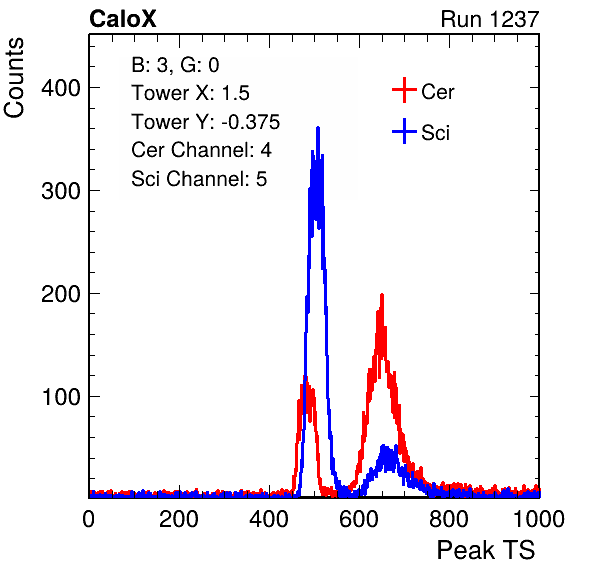 CaloX Run 1237
Counts
B: 3, G: 0
Tower X: 1.5
Tower Y: -0.375
Cer Channel: 4
Sci Channel: 5
Cer
Sci
400
300
200
100
0 200 400 600 800 1000
Peak TS